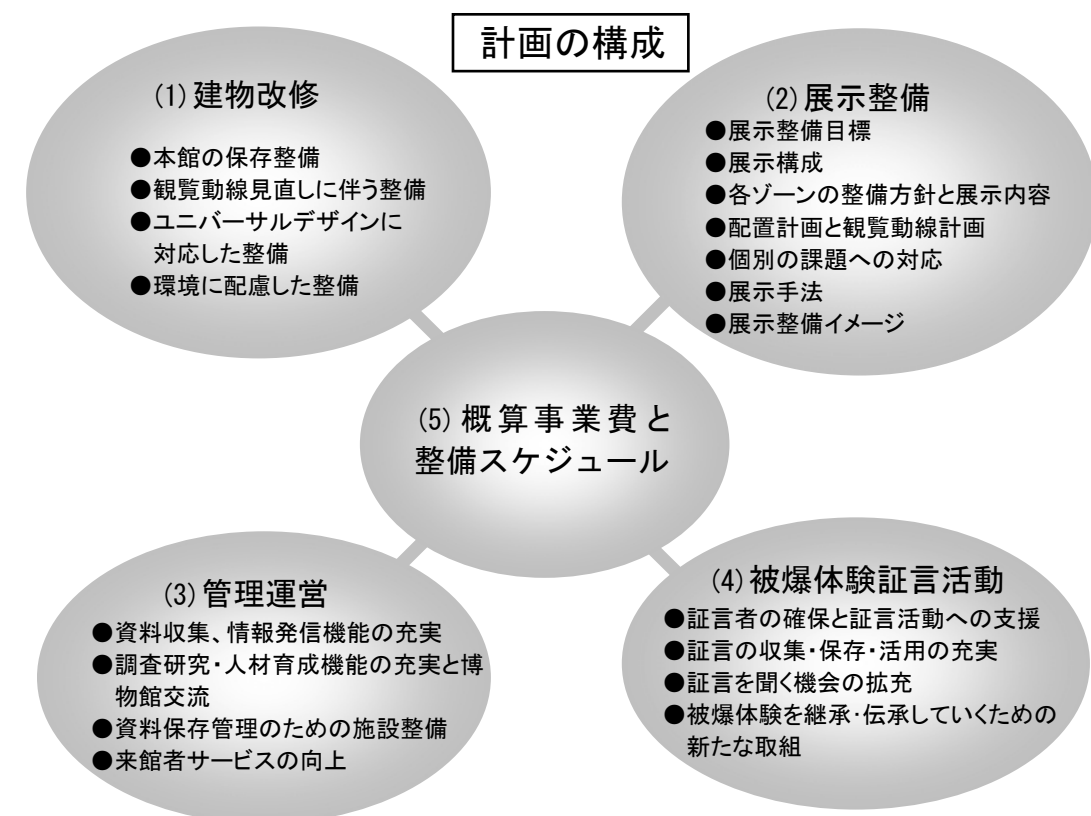 計画の構成
(1) 建物改修
●本館の保存整備
●観覧動線見直しに伴う整備
●ユニバーサルデザインに
対応した整備
●環境に配慮した整備
(2) 展示整備
●展示整備目標
●展示構成
●各ゾーンの整備方針と展示内容
●配置計画と観覧動線計画
●個別の課題への対応
●展示手法
●展示整備イメージ
(5) 概算事業費と
整備スケジュール
(3) 管理運営
●資料収集、情報発信機能の充実
●調査研究・人材育成機能の充実と博
物館交流
●資料保存管理のための施設整備
●来館者サービスの向上
(4) 被爆体験証言活動
●証言者の確保と証言活動への支援
●証言の収集・保存・活用の充実
●証言を聞く機会の拡充
●被爆体験を継承・伝承していくための
新たな取組